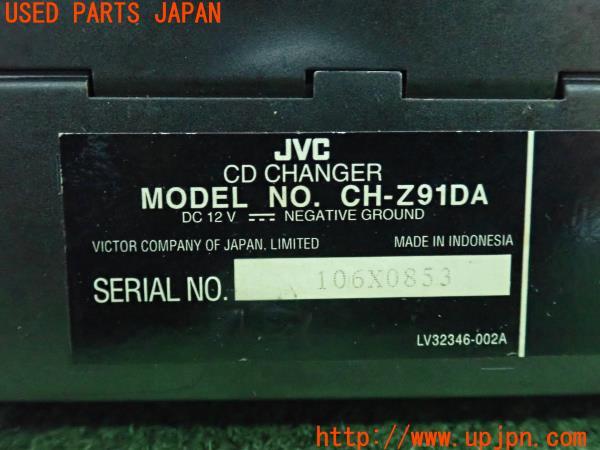 USED PARTS JAPAN
JVC
CD CHANGER
MODEL NO. CH-Z91DA
DC 12 V NEGATIVE GROUND
VICTOR COMPANY OF JAPAN, LIMITED MADE IN INDONESIA
SERIAL NO. 106X0853
LV32346-002A
http://www.upjpn.com